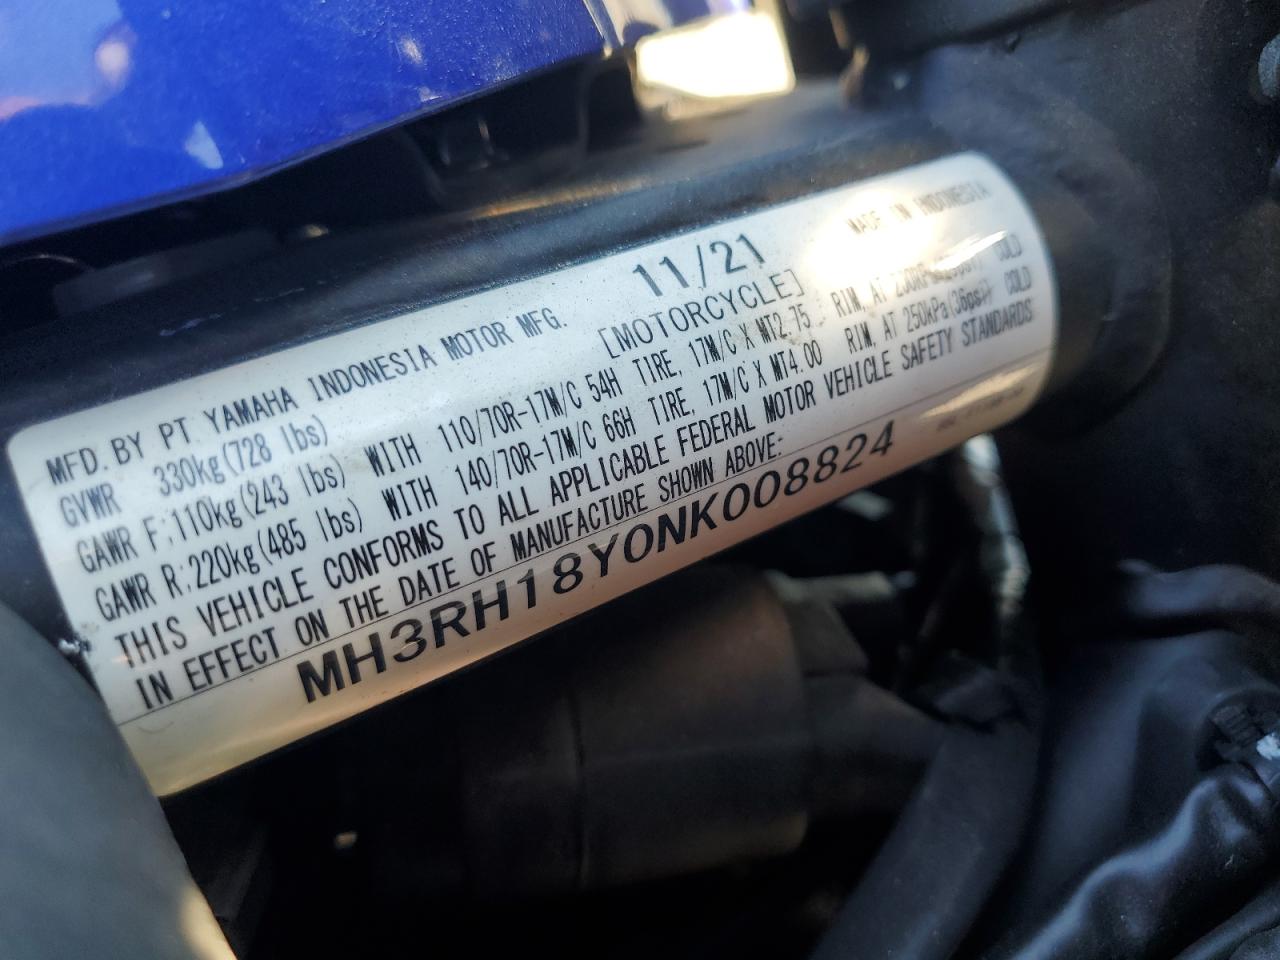 MFD. BY PT. YAMAHA INDONESIA MOTOR MFG. 11/21 MADE IN INDONESIA
GVWR 330kg(728 lbs) [MOTORCYCLE]
GAWR F;110kg(243 lbs) WITH 110/70R-17M/C 54H TIRE, 17M/C X MT2.75 RIM, AT COLD
GAWR R;220kg(485 lbs) WITH 140/70R-17M/C 66H TIRE, 17M/C X MT4.00 RIM, AT 250kPa(36psi) COLD
THIS VEHICLE CONFORMS TO ALL APPLICABLE FEDERAL MOTOR VEHICLE SAFETY STANDARDS
IN EFFECT ON THE DATE OF MANUFACTURE SHOWN ABOVE:
MH3RH18Y0NK008824